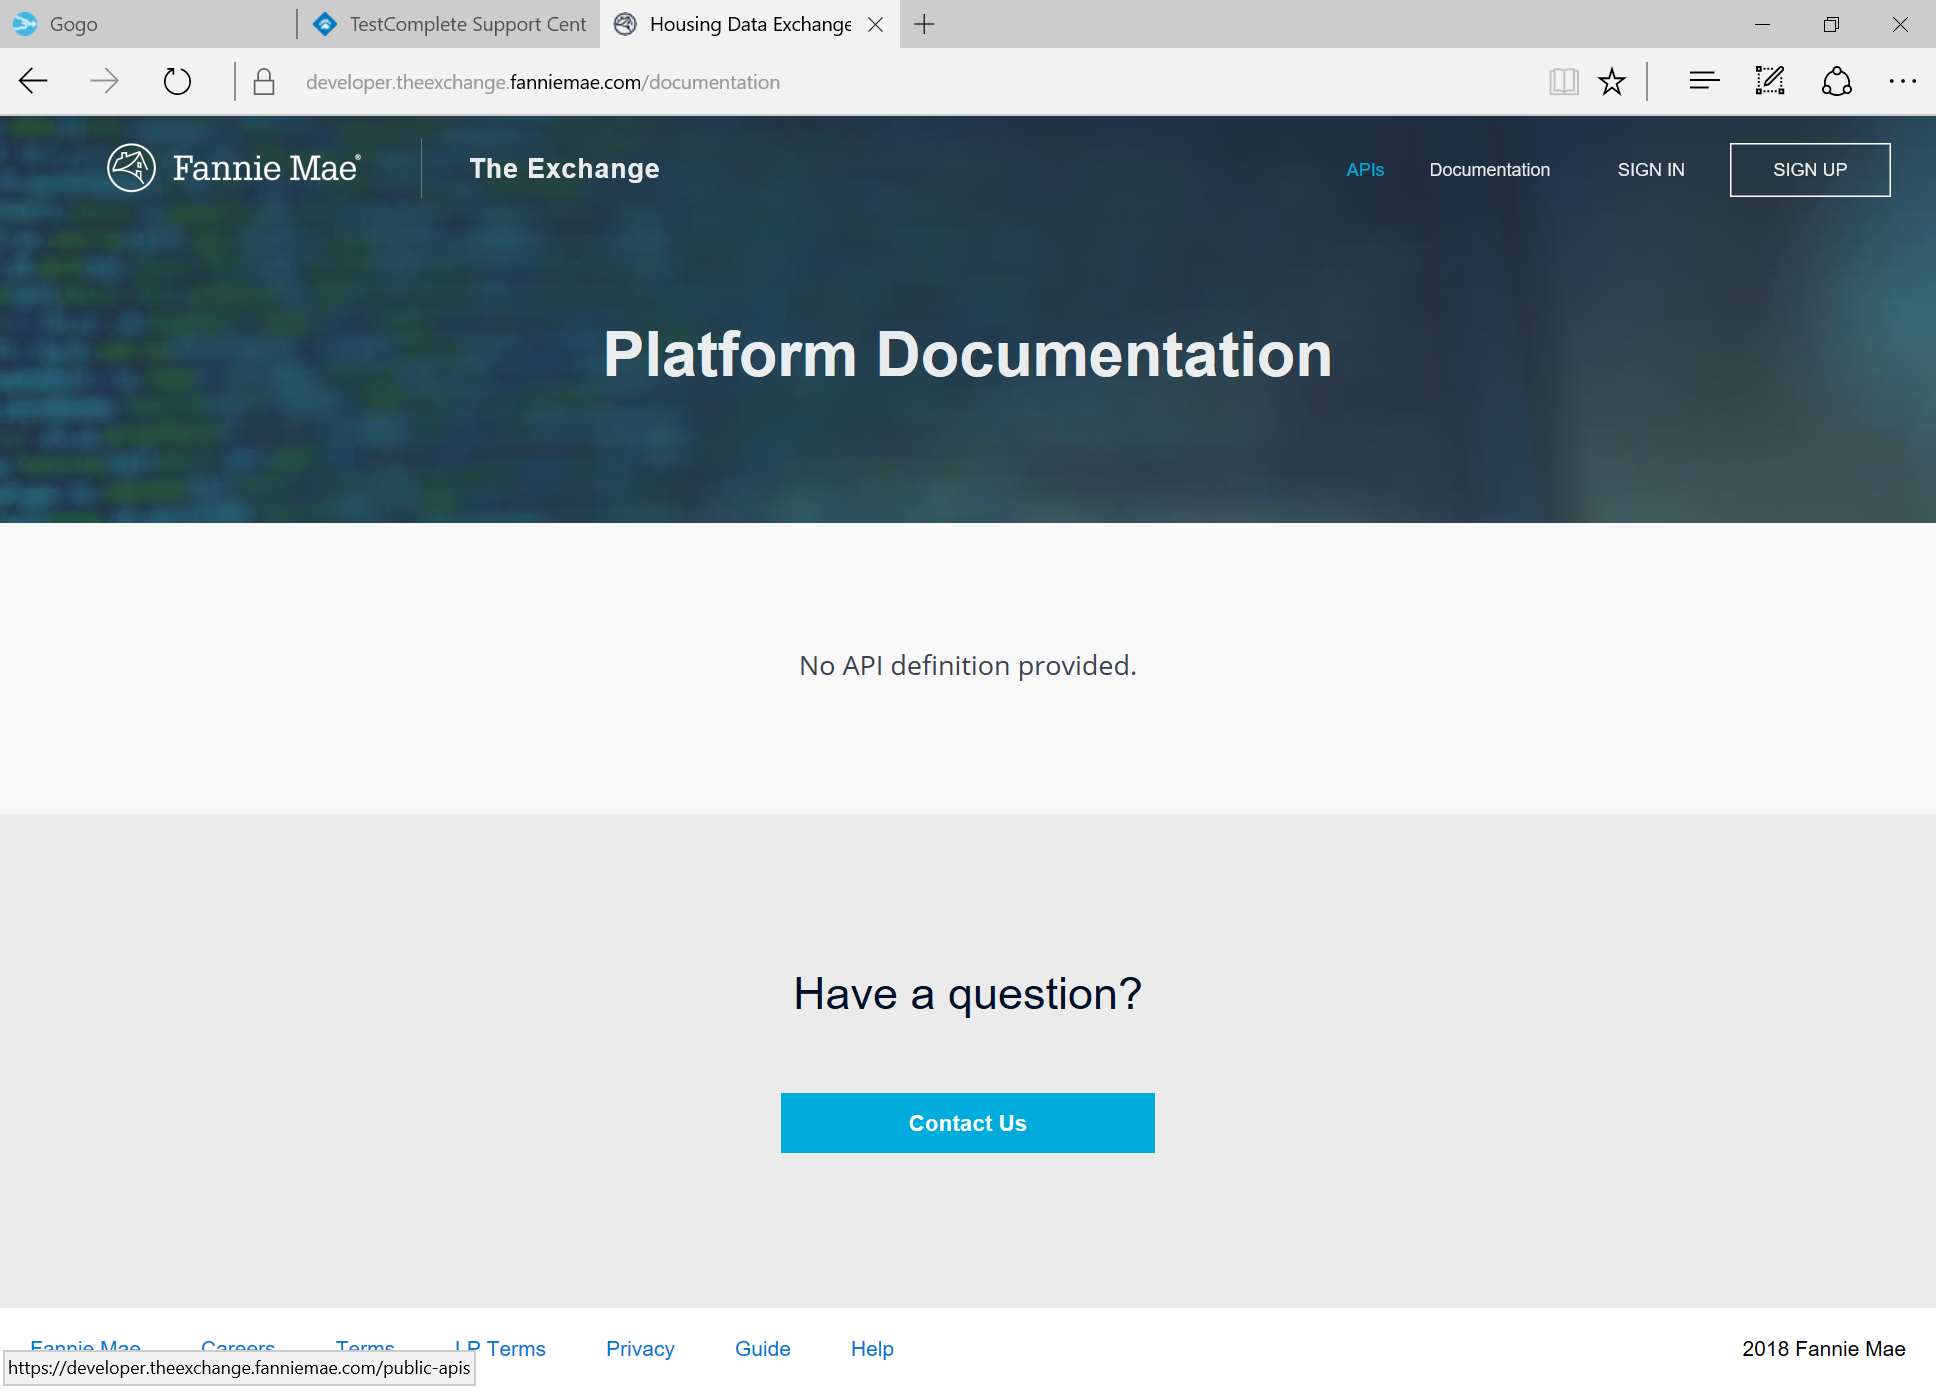 Gogo
TestComplete Support Cent
Housing Data Exchange
developer.theexchange.fanniemae.com/documentation
Fannie Mae®
The Exchange
APIs
Documentation
SIGN IN
SIGN UP
Platform Documentation
No API definition provided.
Have a question?
Contact Us
Fannie Mae
Careers
Terms
LP Terms
Privacy
Guide
Help
2018 Fannie Mae
https://developer.theexchange.fanniemae.com/public-apis